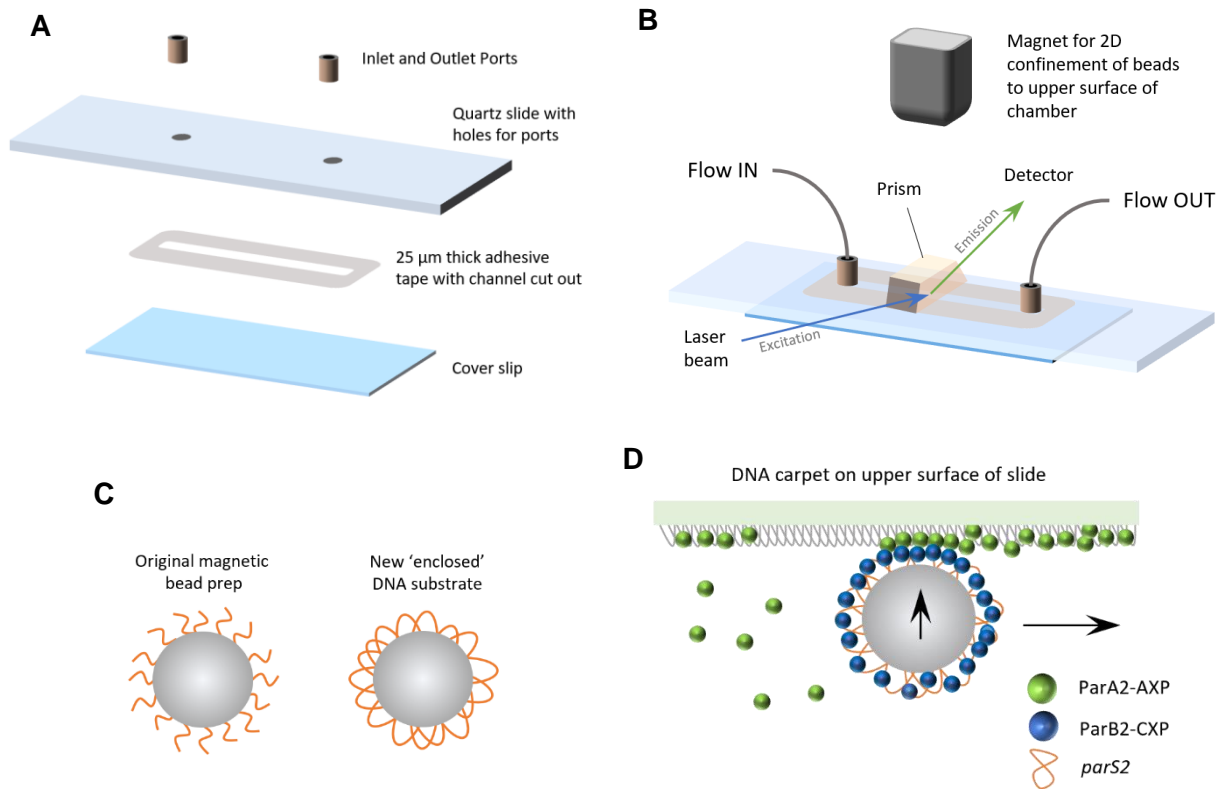 A
Inlet and Outlet Ports
Quartz slide with
holes for ports
25 µm thick adhesive
tape with channel cut out
Cover slip
B
Magnet for 2D
confinement of beads
to upper surface of
chamber
Flow IN
Prism
Detector
Flow OUT
Emission
Laser
beam
Excitation
C
Original magnetic
bead prep
New ‘enclosed’
DNA substrate
D
DNA carpet on upper surface of slide
ParA2-AXP
ParB2-CXP
parS2